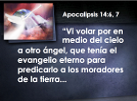 Apocalipsis 14:6, 7
"Vi volar por en
medio del cielo
a otro ángel, que tenía el
evangelio eterno para
predicarlo a los moradores
de la tierra...